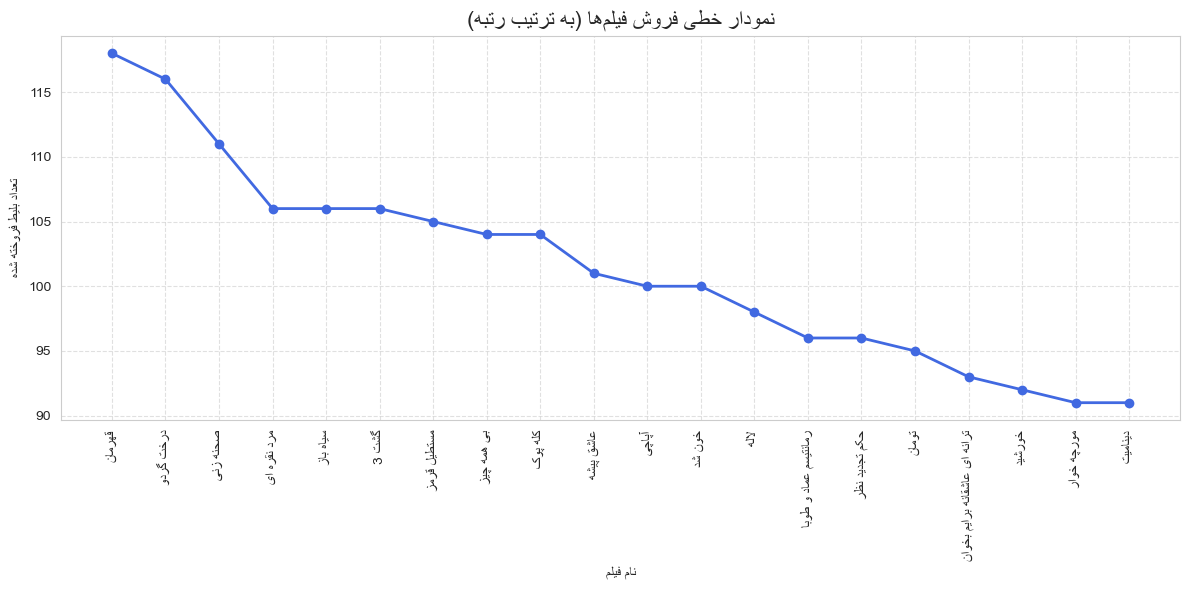 نمودار خطی فروش فیلم‌ها (به ترتیب رتبه)
تعداد بلیط فروخته شده
115
110
105
100
95
90
قهرمان
درخت گردو
صحنه زنی
مرد نقره ای
سیاه باز
گشت 3
مستطیل قرمز
بی همه چیز
کله پوک
عاشق پیشه
آپاچی
خون شد
لاله
رمانتیسم عماد و طوبا
حکم تجدید نظر
تومان
ترانه ای عاشقانه برایم بخوان
خورشید
مورچه خوار
دینامیت
نام فیلم